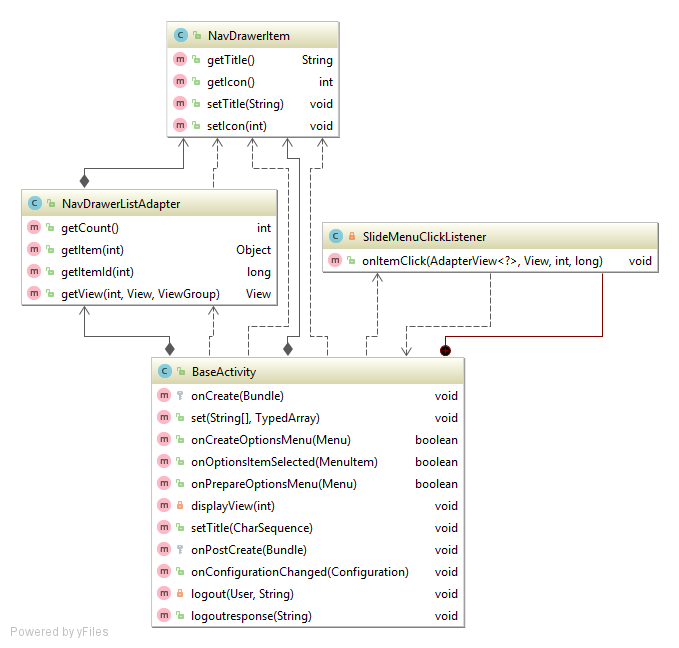 NavDrawerItem
getTitle() String
getIcon() int
setTitle(String) void
setIcon(int) void
NavDrawerListAdapter
getCount() int
getItem(int) Object
getItemId(int) long
getView(int, View, ViewGroup) View
SlideMenuClickListener
onItemClick(AdapterView<?>, View, int, long) void
BaseActivity
onCreate(Bundle) void
set(String[], TypedArray) void
onCreateOptionsMenu(Menu) boolean
onOptionsItemSelected(MenuItem) boolean
onPrepareOptionsMenu(Menu) boolean
displayView(int) void
setTitle(CharSequence) void
onPostCreate(Bundle) void
onConfigurationChanged(Configuration) void
logout(User, String) void
logoutresponse(String) void
Powered by yFiles